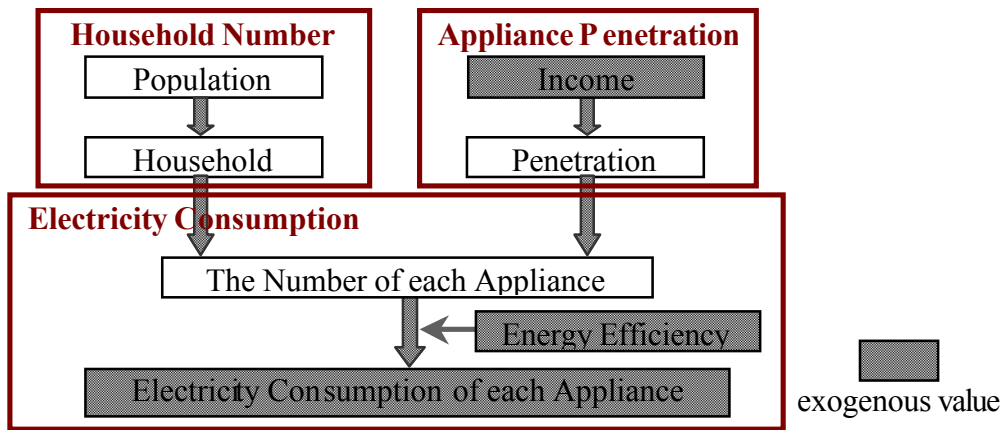 Household Number
Population
Household
Appliance P enetration
Income
Penetration
Electricity Consumption
The Number of each Appliance
Energy Efficiency
Electricity Consumption of each Appliance
exogenous value